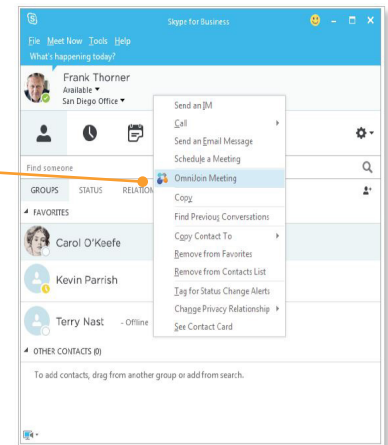 Skype for Business
File Meet Now Tools Help
What's happening today?
Frank Thorner
Available
San Diego Office
Find someone
GROUPS STATUS RELATION
FAVORITES
Carol O'Keefe
Kevin Parrish
Terry Nast - Offline
OTHER CONTACTS (0)
To add contacts, drag from another group or add from search.
Send an IM
Call
Send an Email Message
Schedule a Meeting
OmniJoin Meeting
Copy
Find Previous Conversations
Copy Contact To
Remove from Favorites
Remove from Contacts List
Tag for Status Change Alerts
Change Privacy Relationship
See Contact Card